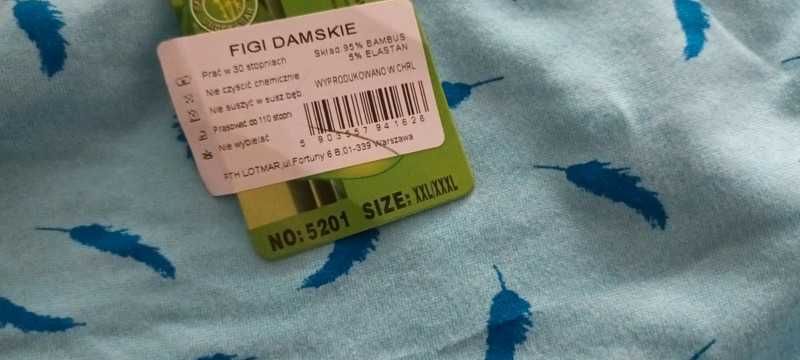 FIGI DAMSKIE
Prać w 30 stopniach
Nie czyścić chemicznie
Nie suszyć w susz.bęb
Prasować do 110 stopni
Nie wybielać
Skład 95% BAMBUS
5% ELASTAN
WYPRODUKOWANO W CHRL
5 903557 941626
PTH LOTMAR,ul.Fortuny 6 B,01-339 Warszawa
NO: 5201 SIZE: XXL/XXXL